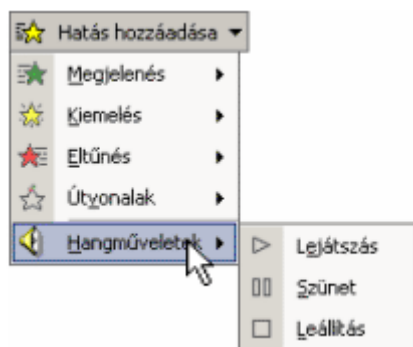 Hatás hozzáadása
Megjelenés
Kiemelés
Eltűnés
Útvonalak
Hangműveletek
Lejátszás
Szünet
Leállítás